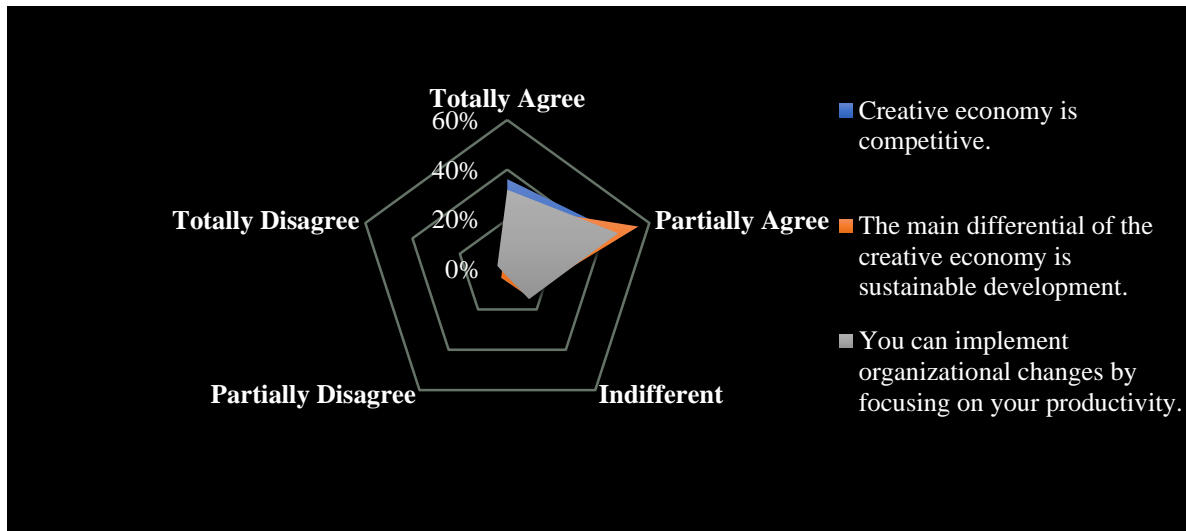 Totally Agree
60%
40%
20%
0%
Partially Agree
Indifferent
Partially Disagree
Totally Disagree
Creative economy is
competitive.
The main differential of the
creative economy is
sustainable development.
You can implement
organizational changes by
focusing on your productivity.